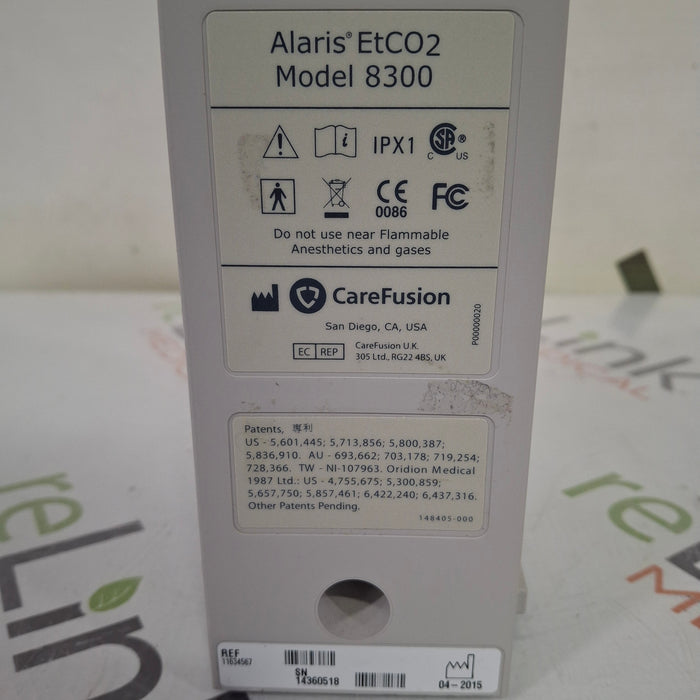 Alaris® EtCO2
Model 8300
IPX1
CSA ®
C US
CE
0086
FC
Do not use near Flammable
Anesthetics and gases
CareFusion
San Diego, CA, USA
EC REP
CareFusion U.K.
305 Ltd., RG22 4BS, UK
P00000020
Patents, 專利
US - 5,601,445; 5,713,856; 5,800,387;
5,836,910. AU - 693,662; 703,178; 719,254;
728,366. TW - NI-107963. Oridion Medical
1987 Ltd.: US - 4,755,675; 5,300,859;
5,657,750; 5,857,461; 6,422,240; 6,437,316.
Other Patents Pending.
148405-000
REF
11634567
SN
14360518
04-2015
reLink